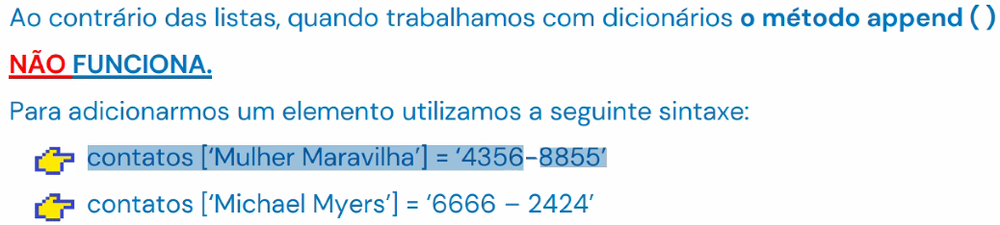 Ao contrário das listas, quando trabalhamos com dicionários o método append ( )
NÃO FUNCIONA.
Para adicionarmos um elemento utilizamos a seguinte sintaxe:
contatos [‘Mulher Maravilha’] = ‘4356-8855’
contatos [‘Michael Myers’] = ‘6666 – 2424’